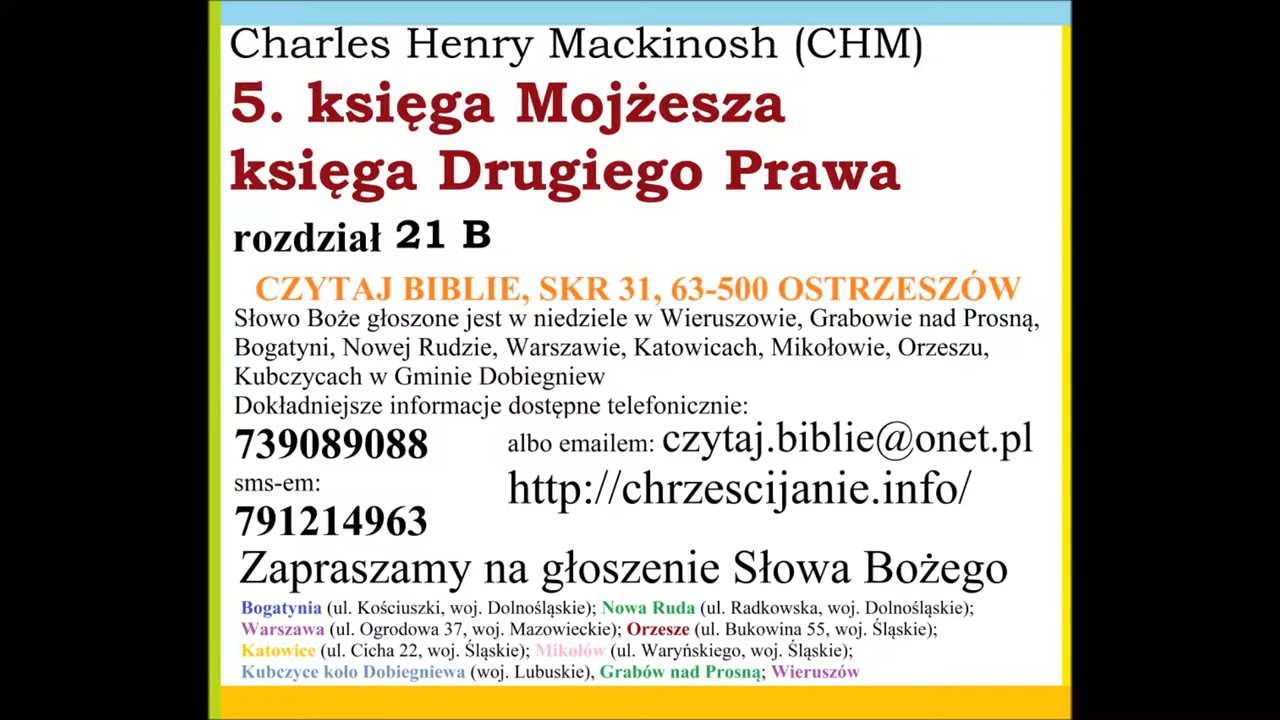 Charles Henry Mackinosh (CHM)
5. księga Mojżesza
księga Drugiego Prawa
rozdział 21 B
CZYTAJ BIBLIE, SKR 31, 63-500 OSTRZESZÓW
Słowo Boże głoszone jest w niedziele w Wieruszowie, Grabowie nad Prosną,
Bogatyni, Nowej Rudzie, Warszawie, Katowicach, Mikołowie, Orzeszu,
Kubczycach w Gminie Dobiegniew
Dokładniejsze informacje dostępne telefonicznie:
739089088 albo emailem: czytaj.biblie@onet.pl
sms-em: http://chrzescijanie.info/
791214963
Zapraszamy na głoszenie Słowa Bożego
Bogatynia (ul. Kościuszki, woj. Dolnośląskie); Nowa Ruda (ul. Radkowska, woj. Dolnośląskie);
Warszawa (ul. Ogrodowa 37, woj. Mazowieckie); Orzesze (ul. Bukowina 55, woj. Śląskie);
Katowice (ul. Cicha 22, woj. Śląskie); Mikołów (ul. Waryńskiego, woj. Śląskie);
Kubczyce koło Dobiegniewa (woj. Lubuskie), Grabów nad Prosną; Wieruszów